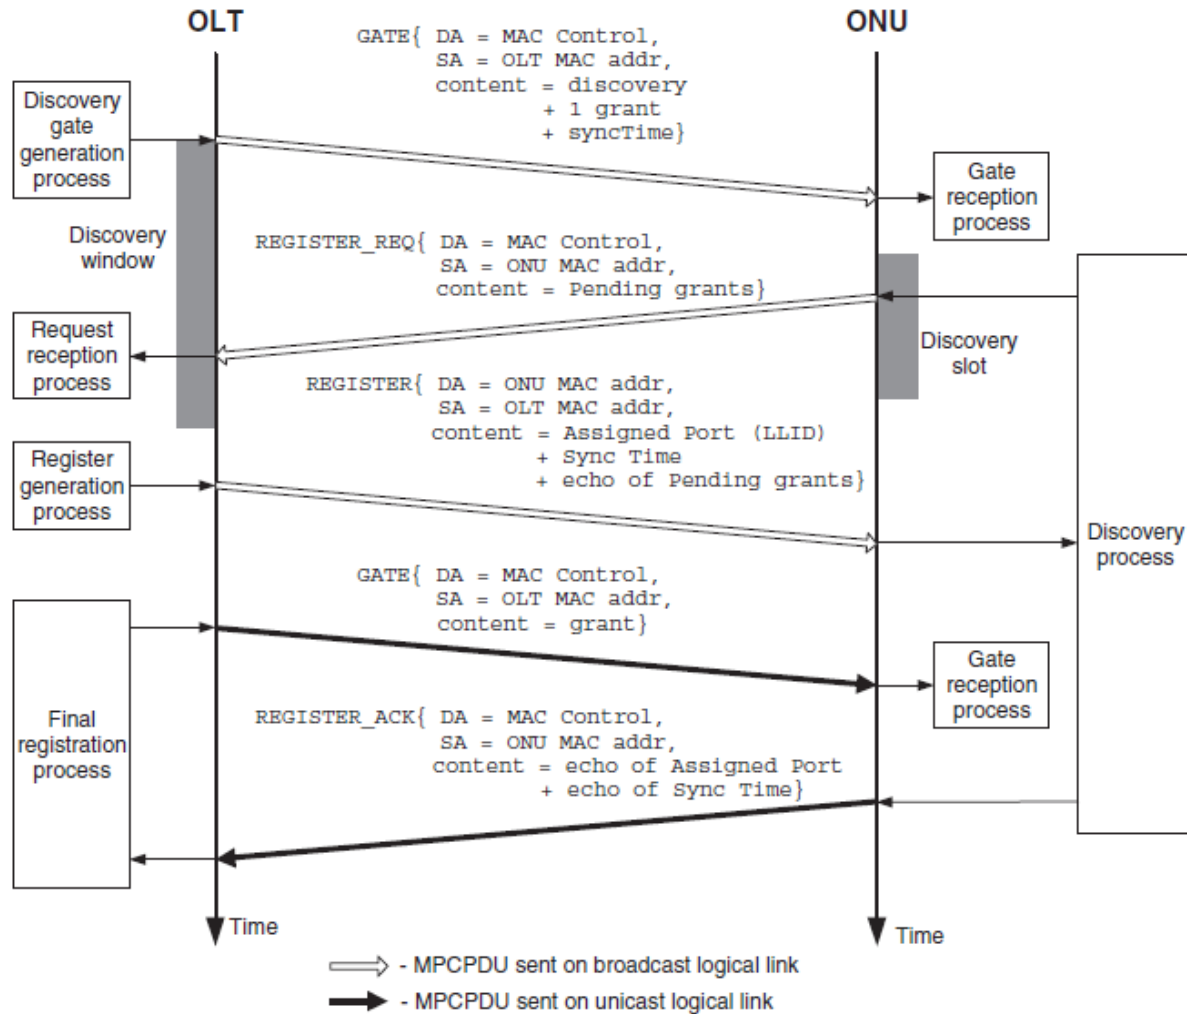 OLT
ONU
GATE{ DA = MAC Control,
SA = OLT MAC addr,
content = discovery
+ 1 grant
+ syncTime}
Discovery
gate
generation
process
Gate
reception
process
Discovery
window
REGISTER_REQ{ DA = MAC Control,
SA = ONU MAC addr,
content = Pending grants}
Request
reception
process
Discovery
slot
REGISTER{ DA = ONU MAC addr,
SA = OLT MAC addr,
content = Assigned Port (LLID)
+ Sync Time
+ echo of Pending grants}
Register
generation
process
Discovery
process
GATE{ DA = MAC Control,
SA = OLT MAC addr,
content = grant}
Gate
reception
process
Final
registration
process
REGISTER_ACK{ DA = MAC Control,
SA = ONU MAC addr,
content = echo of Assigned Port
+ echo of Sync Time}
Time
Time
- MPCPDU sent on broadcast logical link
- MPCPDU sent on unicast logical link